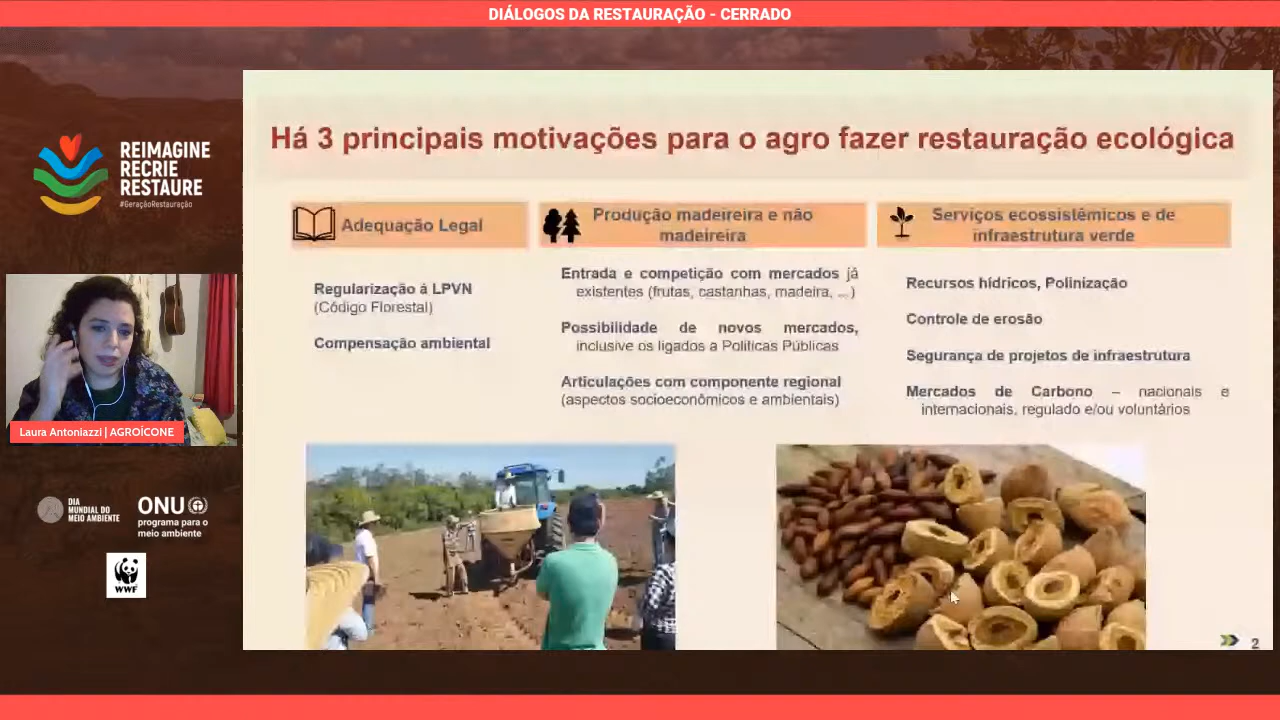 DIÁLOGOS DA RESTAURAÇÃO - CERRADO
REIMAGINE
RECRIE
RESTAURE
#GeraçãoRestauração
Laura Antoniazzi | AGROÍCONE
DIA
MUNDIAL DO
MEIO AMBIENTE
ONU
programa para o
meio ambiente
WWF
Há 3 principais motivações para o agro fazer restauração ecológica
Adequação Legal
Regularização à LPVN
(Código Florestal)
Compensação ambiental
Produção madeireira e não
madeireira
Entrada e competição com mercados já
existentes (frutas, castanhas, madeira, ...)
Possibilidade de novos mercados,
inclusive os ligados a Políticas Públicas
Articulações com componente regional
(aspectos socioeconômicos e ambientais)
Serviços ecossistêmicos e de
infraestrutura verde
Recursos hídricos, Polinização
Controle de erosão
Segurança de projetos de infraestrutura
Mercados de Carbono – nacionais e
internacionais, regulado e/ou voluntários
2